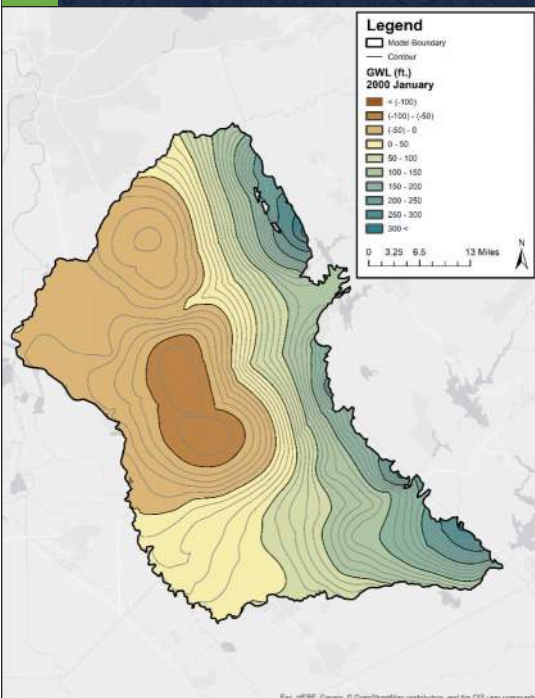 Legend
Model Boundary
Contour
GWL (ft.)
2000 January
< (-100)
(-100) - (-50)
(-50) - 0
0 - 50
50 - 100
100 - 150
150 - 200
200 - 250
250 - 300
300 <
0 3.25 6.5 13 Miles
N